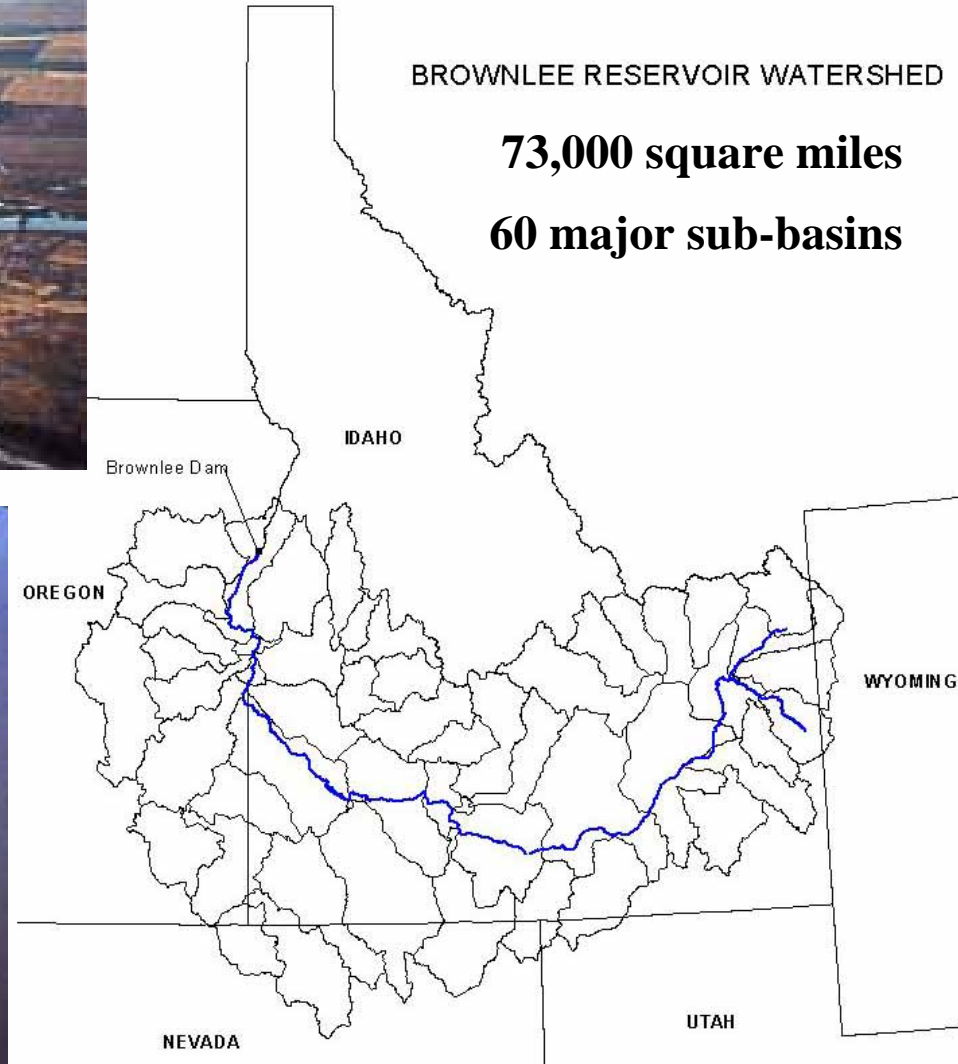 BROWNLEE RESERVOIR WATERSHED
73,000 square miles
60 major sub-basins
IDAHO
Brownlee Dam
OREGON
WYOMING
NEVADA
UTAH